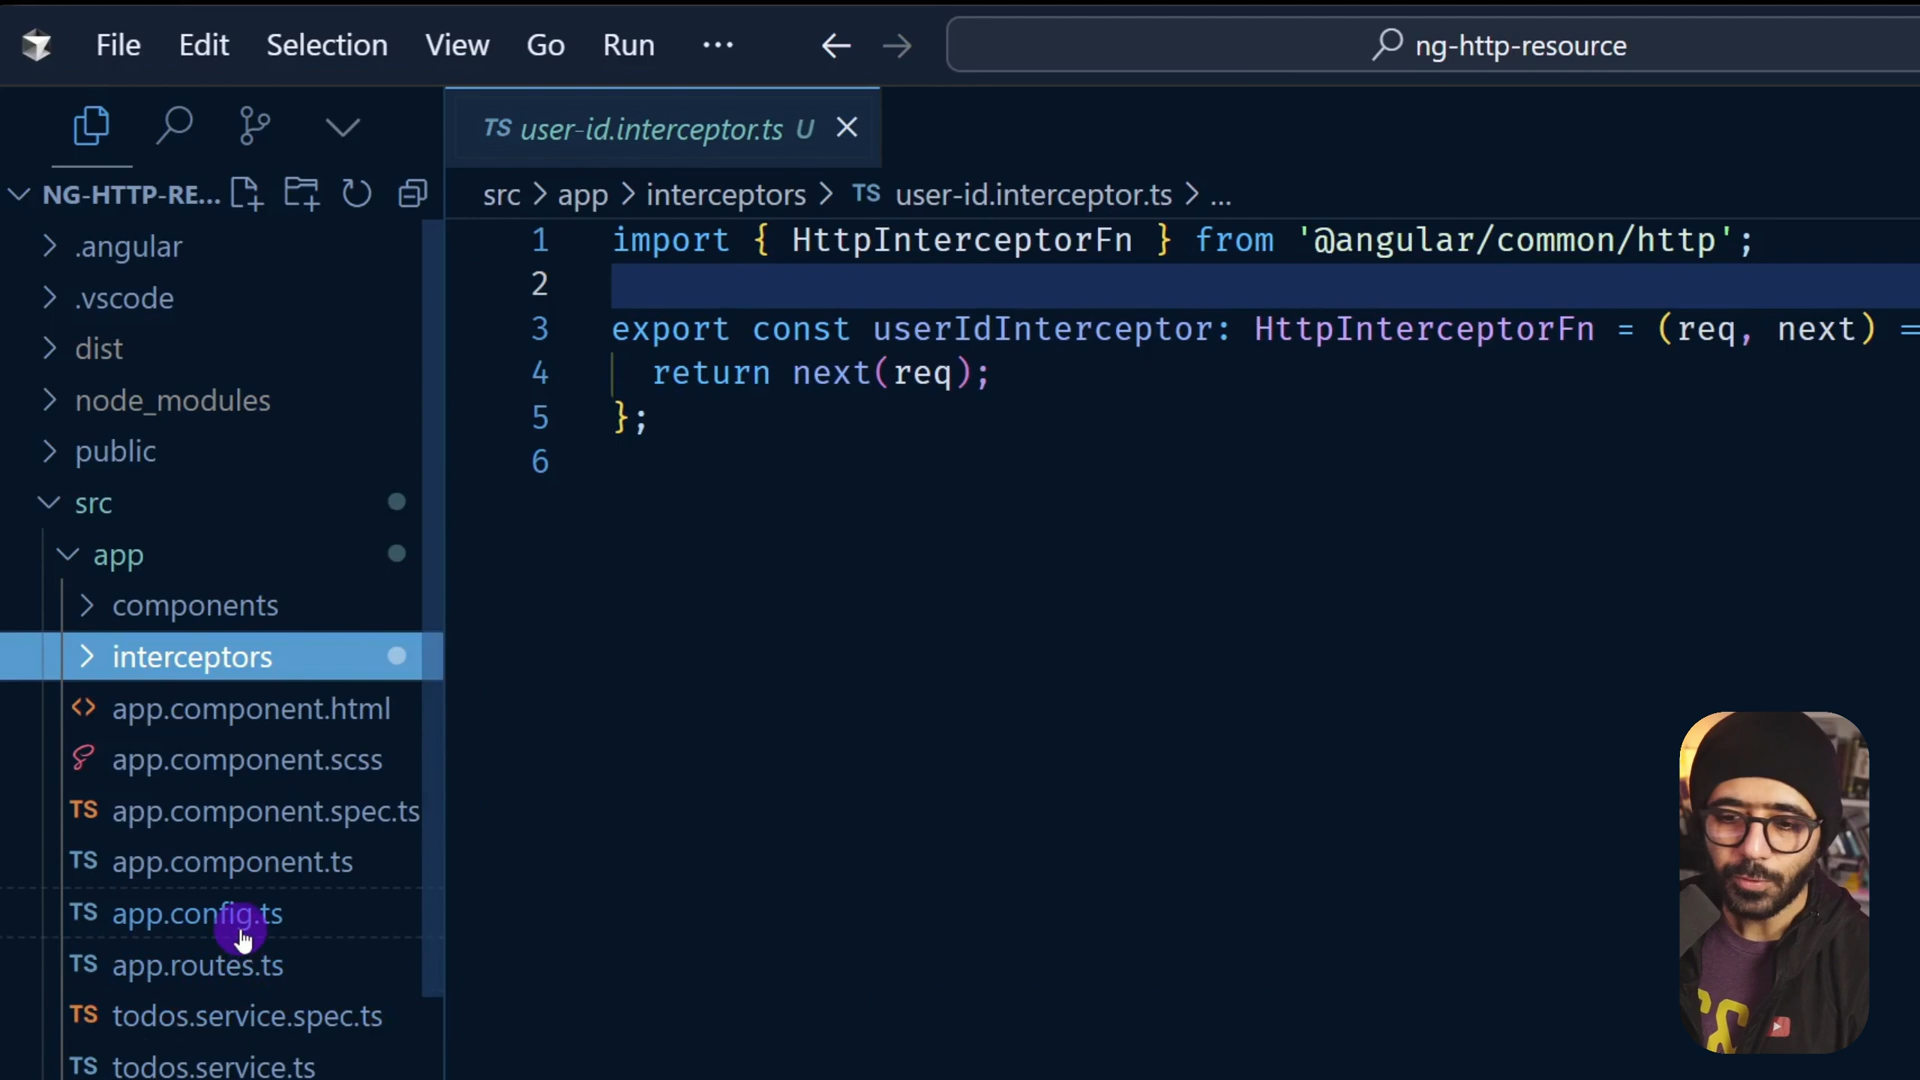 File Edit Selection View Go Run ... ng-http-resource
TS user-id.interceptor.ts U
NG-HTTP-RE...
src > app > interceptors > TS user-id.interceptor.ts > ...
.angular
.vscode
dist
node_modules
public
src
app
components
interceptors
app.component.html
app.component.scss
TS app.component.spec.ts
TS app.component.ts
TS app.config.ts
TS app.routes.ts
TS todos.service.spec.ts
TS todos.service.ts
1 import { HttpInterceptorFn } from '@angular/common/http';
2
3 export const userIdInterceptor: HttpInterceptorFn = (req, next) =
4 return next(req);
5 };
6